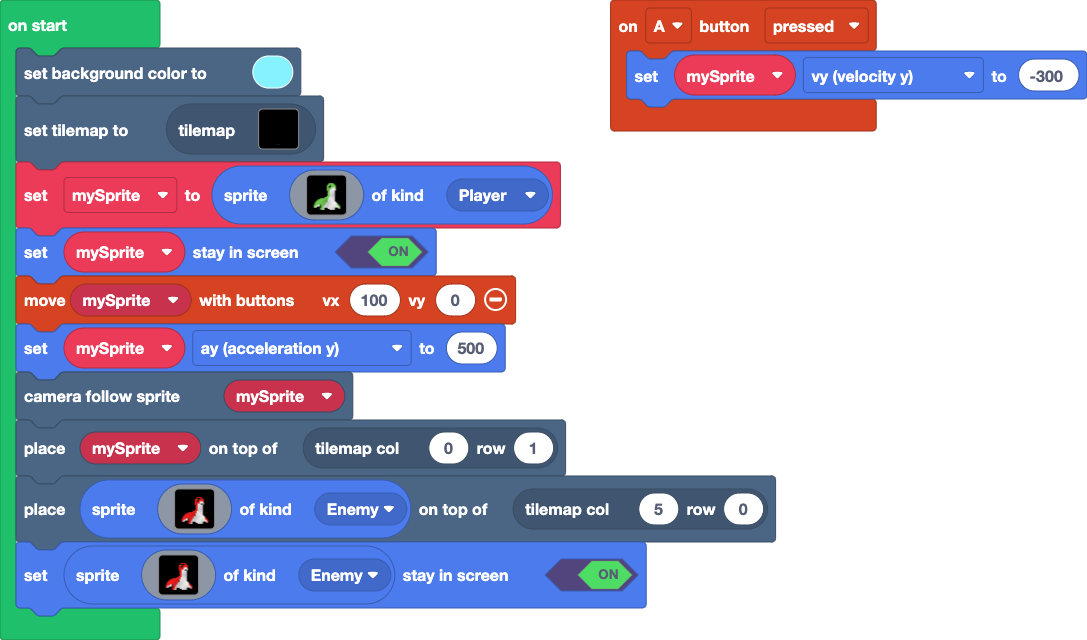 on start
set background color to
set tilemap to tilemap
set mySprite to sprite of kind Player
set mySprite stay in screen ON
move mySprite with buttons vx 100 vy 0
set mySprite ay (acceleration y) to 500
camera follow sprite mySprite
place mySprite on top of tilemap col 0 row 1
place sprite of kind Enemy on top of tilemap col 5 row 0
set sprite of kind Enemy stay in screen ON
on A button pressed
set mySprite vy (velocity y) to -300